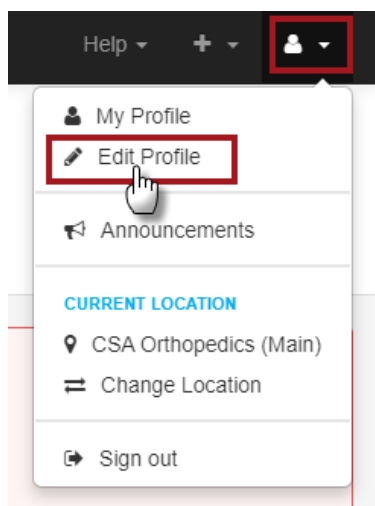 Help
My Profile
Edit Profile
Announcements
CURRENT LOCATION
CSA Orthopedics (Main)
Change Location
Sign out